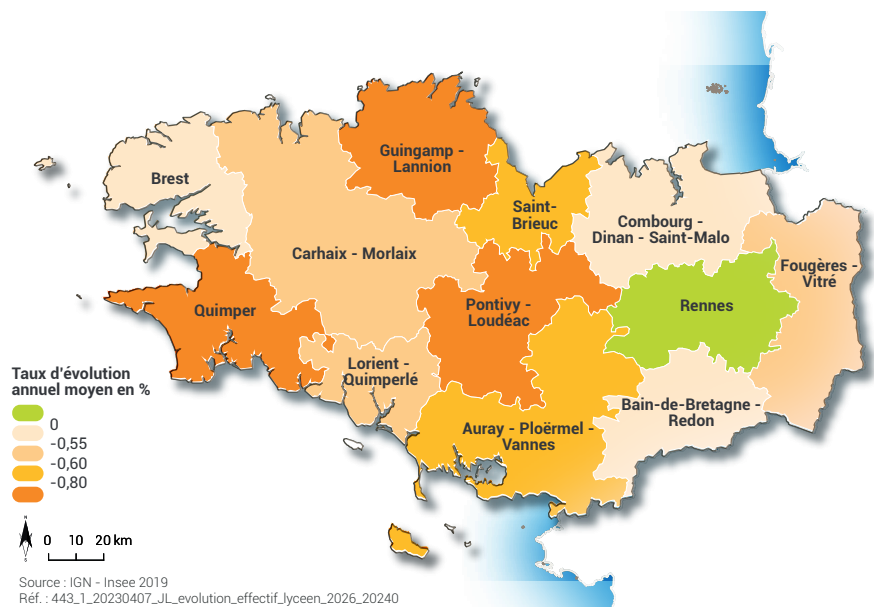 Guingamp -
Lannion
Brest
Saint-
Brieuc
Combourg -
Dinan - Saint-Malo
Carhaix - Morlaix
Fougères -
Vitré
Quimper
Pontivy -
Loudéac
Rennes
Lorient -
Quimperlé
Bain-de-Bretagne -
Redon
Auray - Ploërmel -
Vannes
Taux d'évolution
annuel moyen en %
0
-0,55
-0,60
-0,80
N
S
0 10 20 km
Source : IGN - Insee 2019
Réf. : 443_1_20230407_JL_evolution_effectif_lyceen_2026_20240